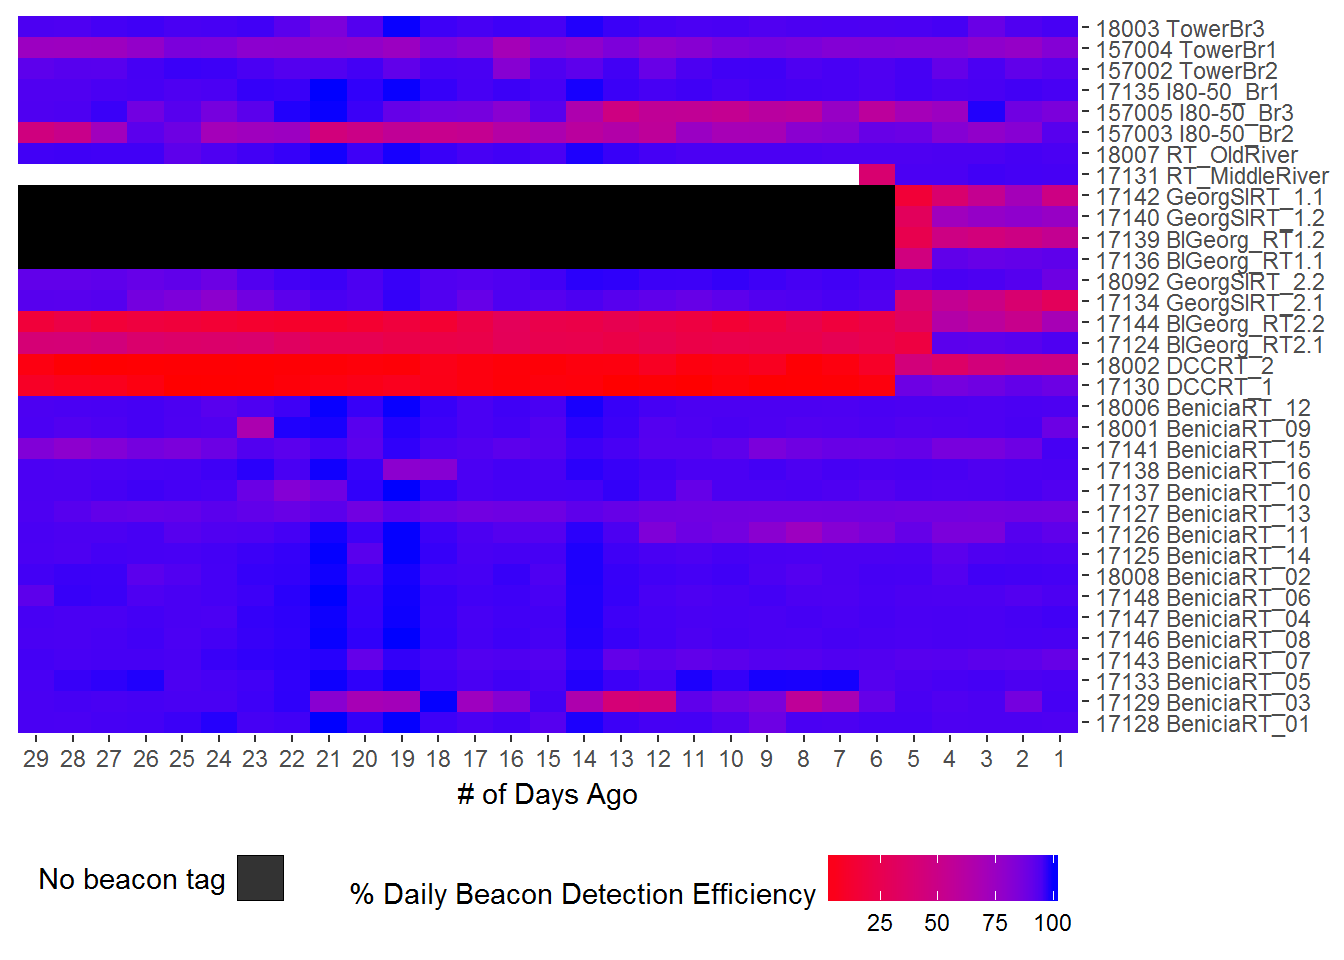 18003 TowerBr3
157004 TowerBr1
157002 TowerBr2
17135 I80-50_Br1
157005 I80-50_Br3
157003 I80-50_Br2
18007 RT_OldRiver
17131 RT_MiddleRiver
17142 GeorgSlRT_1.1
17140 GeorgSlRT_1.2
17139 BlGeorg_RT1.2
17136 BlGeorg_RT1.1
18092 GeorgSlRT_2.2
17134 GeorgSlRT_2.1
17144 BlGeorg_RT2.2
17124 BlGeorg_RT2.1
18002 DCCRT_2
17130 DCCRT_1
18006 BeniciaRT_12
18001 BeniciaRT_09
17141 BeniciaRT_15
17138 BeniciaRT_16
17137 BeniciaRT_10
17127 BeniciaRT_13
17126 BeniciaRT_11
17125 BeniciaRT_14
18008 BeniciaRT_02
17148 BeniciaRT_06
17147 BeniciaRT_04
17146 BeniciaRT_08
17143 BeniciaRT_07
17133 BeniciaRT_05
17129 BeniciaRT_03
17128 BeniciaRT_01
29 28 27 26 25 24 23 22 21 20 19 18 17 16 15 14 13 12 11 10 9 8 7 6 5 4 3 2 1
# of Days Ago
No beacon tag
% Daily Beacon Detection Efficiency
25 50 75 100